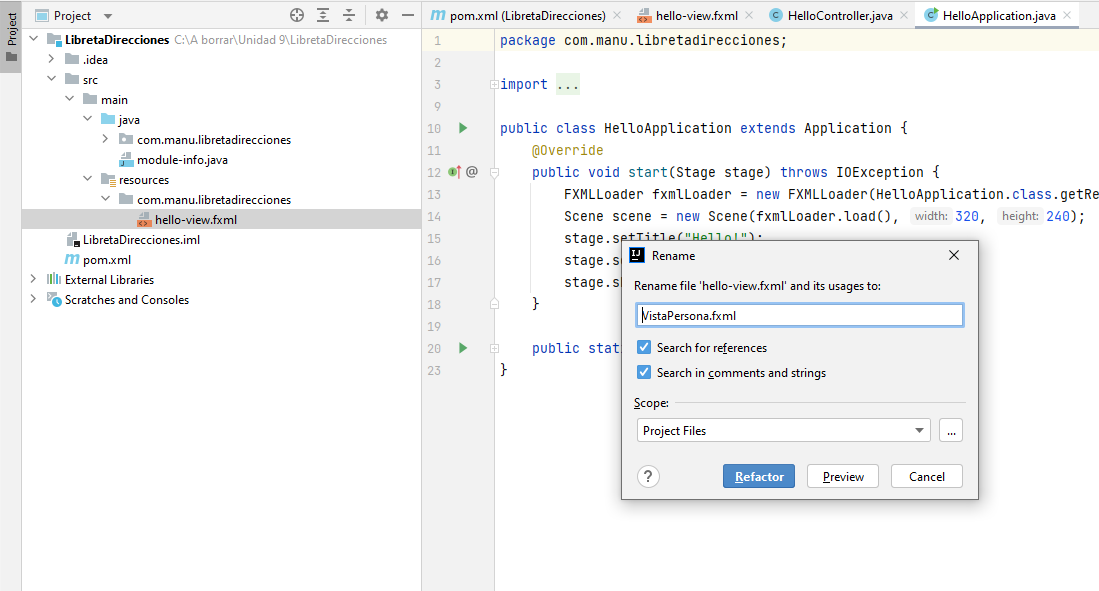 Project
Project
LibretaDirecciones C:\A borrar\Unidad 9\LibretaDirecciones
.idea
src
main
java
com.manu.libretadirecciones
module-info.java
resources
com.manu.libretadirecciones
hello-view.fxml
LibretaDirecciones.iml
pom.xml
External Libraries
Scratches and Consoles
pom.xml (LibretaDirecciones)
hello-view.fxml
HelloController.java
HelloApplication.java
1 package com.manu.libretadirecciones;
2
3 import ...
9
10 public class HelloApplication extends Application {
11 @Override
12 @ public void start(Stage stage) throws IOException {
13 FXMLLoader fxmlLoader = new FXMLLoader(HelloApplication.class.getRe
14 Scene scene = new Scene(fxmlLoader.load(), width: 320, height: 240);
15 stage.setTitle("Hello!");
16 stage.s
17 stage.s
18 }
19
20 public stat
23 }
Rename
Rename file 'hello-view.fxml' and its usages to:
VistaPersona.fxml
Search for references
Search in comments and strings
Scope:
Project Files
...
?
Refactor
Preview
Cancel